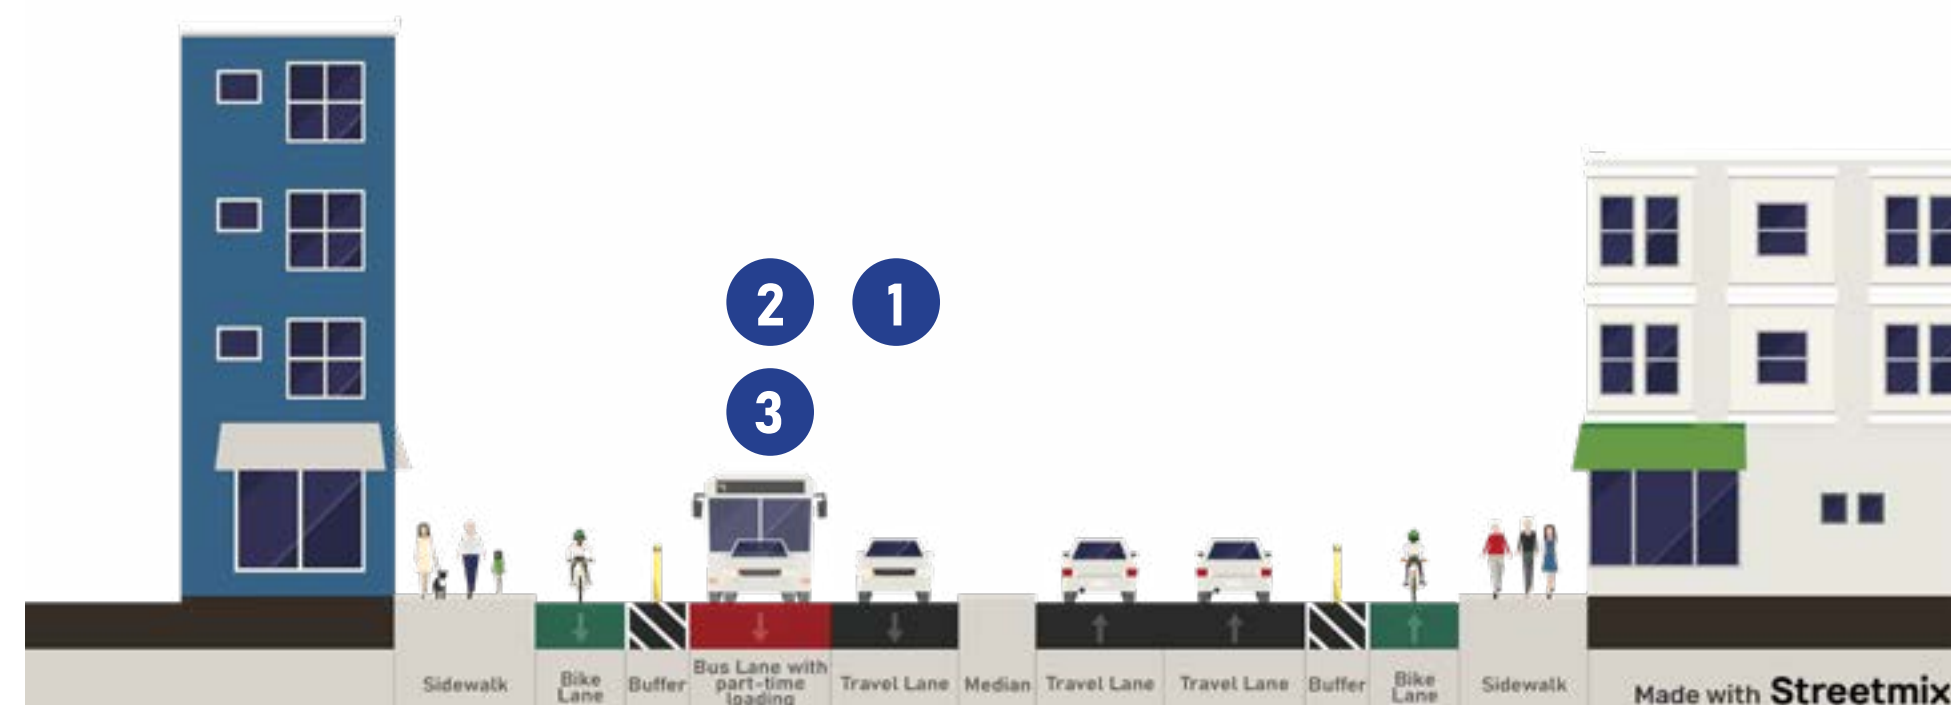 2
1
3
Sidewalk
Bike
Lane
Buffer
Bus Lane with
part-time
loading
Travel Lane
Median
Travel Lane
Travel Lane
Buffer
Bike
Lane
Sidewalk
Made with Streetmix